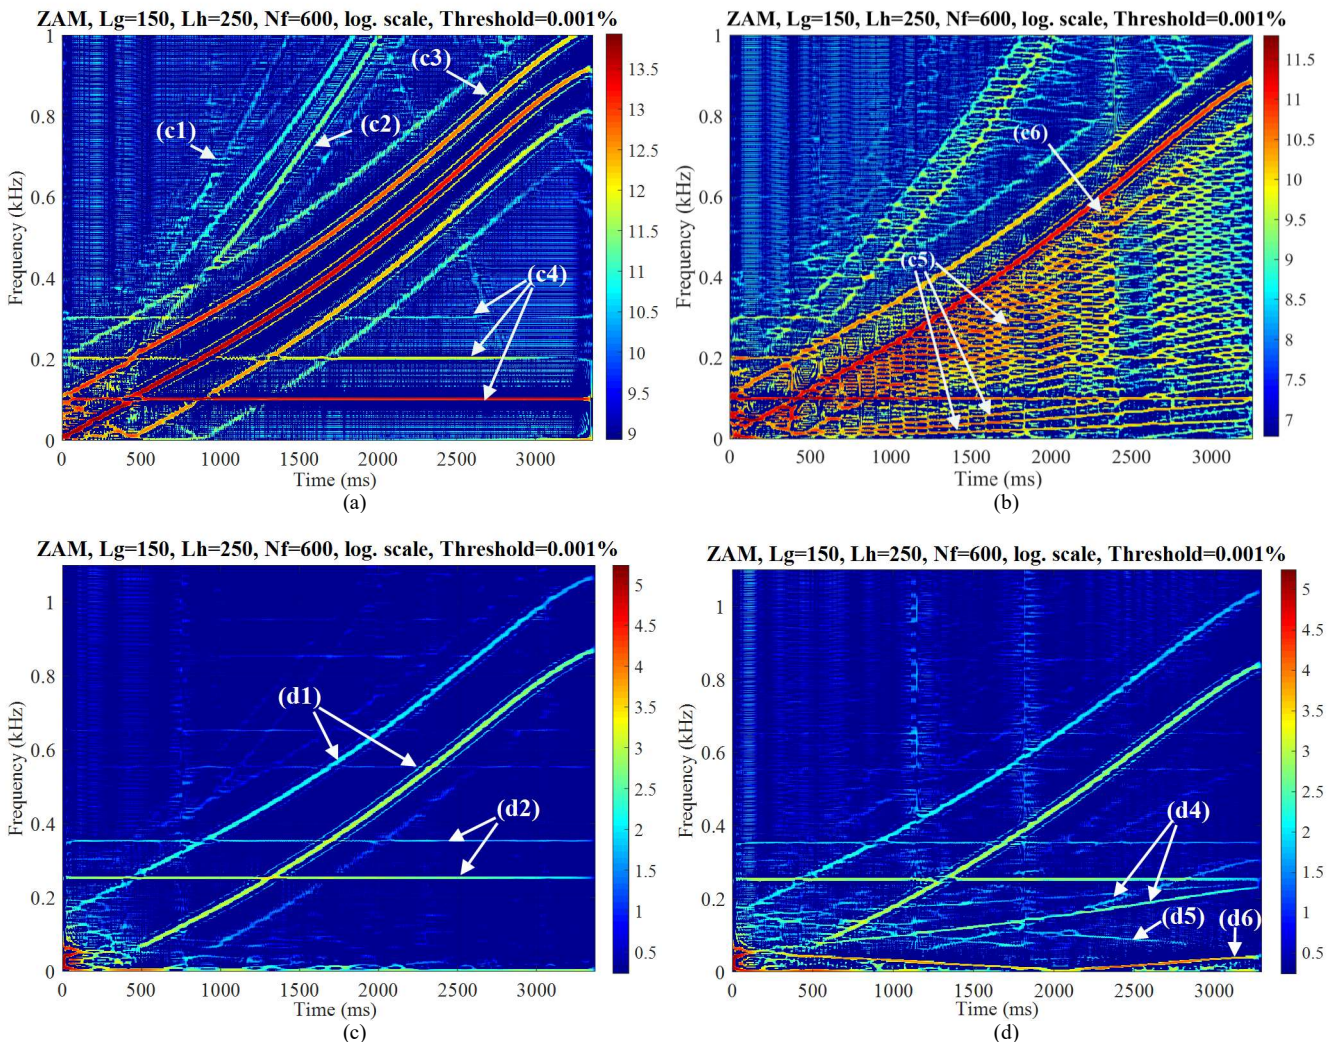 ZAM, Lg=150, Lh=250, Nf=600, log. scale, Threshold=0.001%
Frequency (kHz)
1
0.8
0.6
0.4
0.2
0
(c1)
(c2)
(c3)
(c4)
13.5
13
12.5
12
11.5
11
10.5
10
9.5
9
0 500 1000 1500 2000 2500 3000
Time (ms)
(a)
ZAM, Lg=150, Lh=250, Nf=600, log. scale, Threshold=0.001%
Frequency (kHz)
1
0.8
0.6
0.4
0.2
0
(c6)
(c5)
11.5
11
10.5
10
9.5
9
8.5
8
7.5
7
0 500 1000 1500 2000 2500 3000
Time (ms)
(b)
ZAM, Lg=150, Lh=250, Nf=600, log. scale, Threshold=0.001%
Frequency (kHz)
1
0.8
0.6
0.4
0.2
0
(d1)
(d2)
5
4.5
4
3.5
3
2.5
2
1.5
1
0.5
0 500 1000 1500 2000 2500 3000
Time (ms)
(c)
ZAM, Lg=150, Lh=250, Nf=600, log. scale, Threshold=0.001%
Frequency (kHz)
1
0.8
0.6
0.4
0.2
0
(d4)
(d5)
(d6)
5
4.5
4
3.5
3
2.5
2
1.5
1
0.5
0 500 1000 1500 2000 2500 3000
Time (ms)
(d)